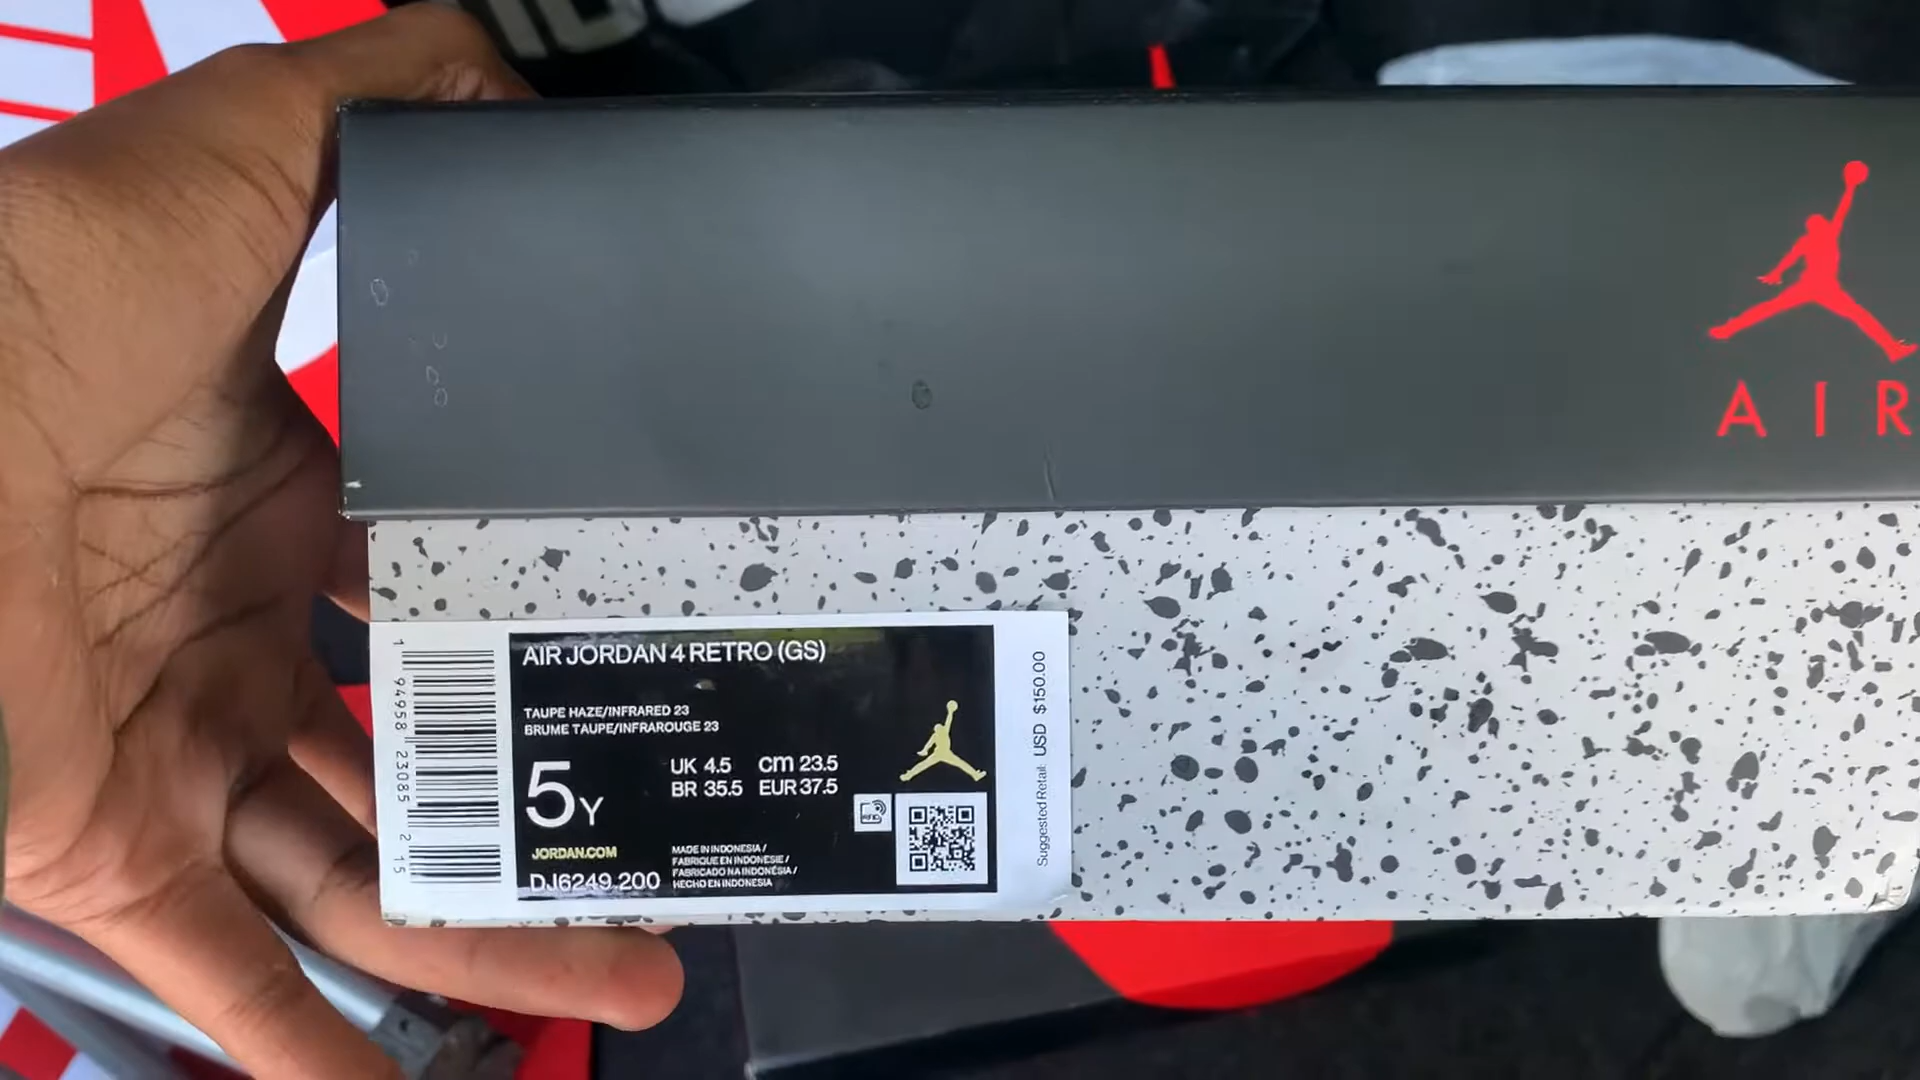 AIR
AIR JORDAN 4 RETRO (GS)
TAUPE HAZE/INFRARED 23
BRUME TAUPE/INFRAROUGE 23
5Y
UK 4.5 cm 23.5
BR 35.5 EUR 37.5
JORDAN.COM
DJ6249.200
MADE IN INDONESIA /
FABRIQUE EN INDONESIE /
FABRICADO NA INDONÉSIA /
HECHO EN INDONESIA
Suggested Retail: USD $150.00
1 94958 23085 2 15